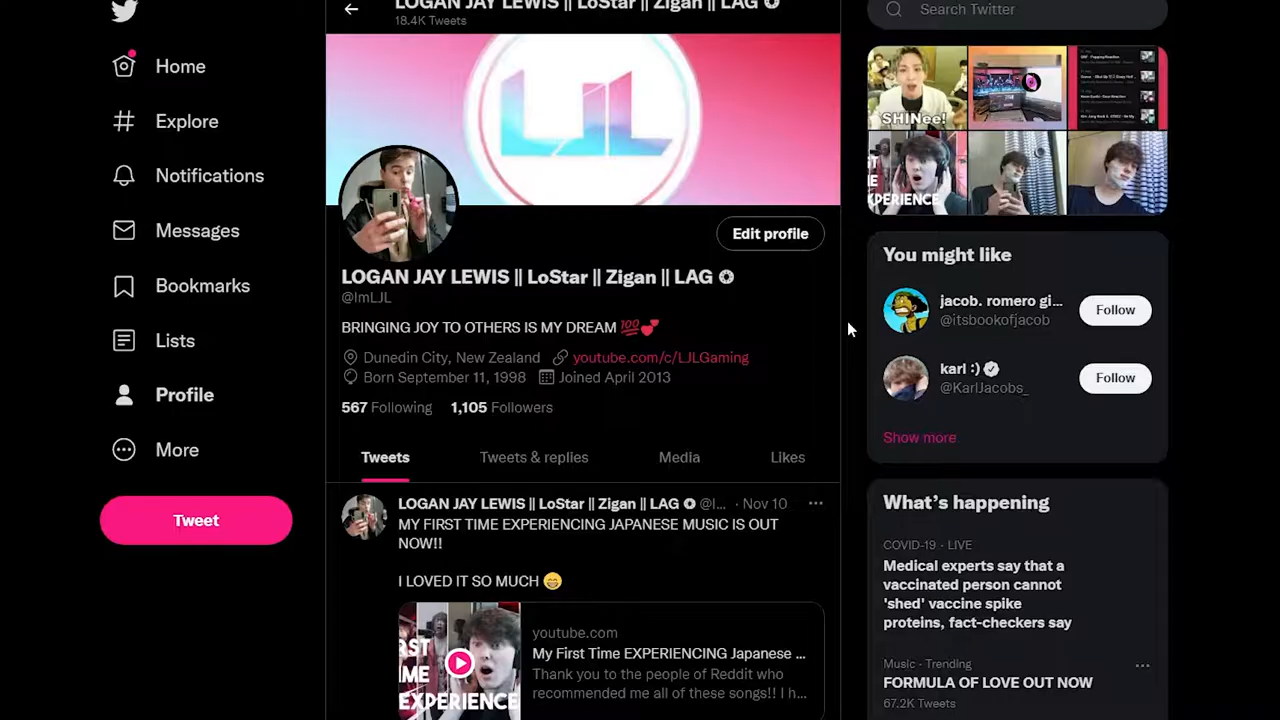 LOGAN JAY LEWIS || LoStar || Zigan || LAG
18.4K Tweets
Search Twitter
Home
Explore
Notifications
Messages
Bookmarks
Lists
Profile
More
Tweet
LJL
Edit profile
LOGAN JAY LEWIS || LoStar || Zigan || LAG ✪
@ImLJL
BRINGING JOY TO OTHERS IS MY DREAM 💯💕
Dunedin City, New Zealand youtube.com/c/LJLGaming
Born September 11, 1998 Joined April 2013
567 Following 1,105 Followers
Tweets Tweets & replies Media Likes
LOGAN JAY LEWIS || LoStar || Zigan || LAG ✪ @I... · Nov 10
MY FIRST TIME EXPERIENCING JAPANESE MUSIC IS OUT
NOW!!
I LOVED IT SO MUCH 😁
RST
IME
EXPERIENCE
youtube.com
My First Time EXPERIENCING Japanese ...
Thank you to the people of Reddit who
recommended me all of these songs!! I h...
SHINee!
ST
ME
XPERIENCE
You might like
jacob. romero gi...
@itsbookofjacob
Follow
karl :)
@KarlJacobs_
Follow
Show more
What's happening
COVID-19 · LIVE
Medical experts say that a
vaccinated person cannot
'shed' vaccine spike
proteins, fact-checkers say
Music · Trending
FORMULA OF LOVE OUT NOW
67.2K Tweets